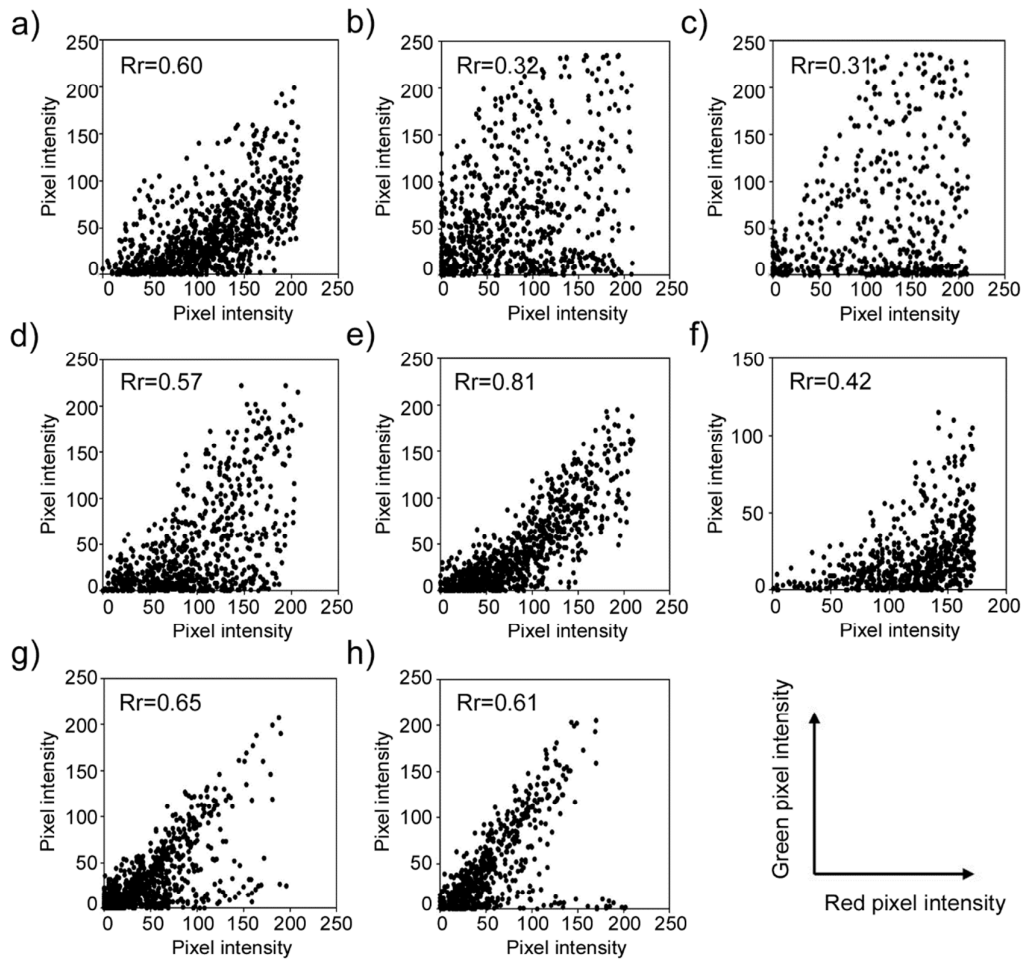 a)
Rr=0.60
250
200
150
100
50
0
Pixel intensity
0 50 100 150 200 250
Pixel intensity
b)
Rr=0.32
250
200
150
100
50
0
Pixel intensity
0 50 100 150 200 250
Pixel intensity
c)
Rr=0.31
250
200
150
100
50
0
Pixel intensity
0 50 100 150 200 250
Pixel intensity
d)
Rr=0.57
250
200
150
100
50
0
Pixel intensity
0 50 100 150 200 250
Pixel intensity
e)
Rr=0.81
250
200
150
100
50
0
Pixel intensity
0 50 100 150 200 250
Pixel intensity
f)
Rr=0.42
150
100
50
0
Pixel intensity
0 50 100 150 200
Pixel intensity
g)
Rr=0.65
250
200
150
100
50
0
Pixel intensity
0 50 100 150 200 250
Pixel intensity
h)
Rr=0.61
250
200
150
100
50
0
Pixel intensity
0 50 100 150 200 250
Pixel intensity
Green pixel intensity
Red pixel intensity